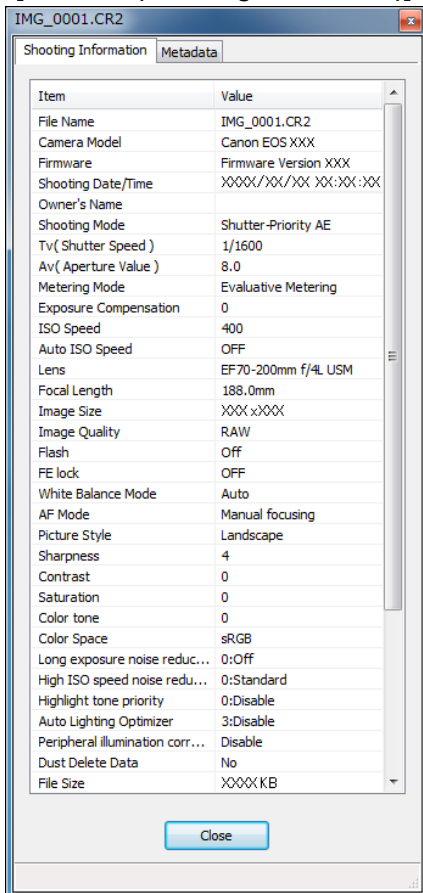 IMG_0001.CR2
Shooting Information Metadata
Item Value
File Name IMG_0001.CR2
Camera Model Canon EOS XXX
Firmware Firmware Version XXX
Shooting Date/Time XXXX/XX/XX XX:XX:XX
Owner's Name
Shooting Mode Shutter-Priority AE
Tv( Shutter Speed ) 1/1600
Av( Aperture Value ) 8.0
Metering Mode Evaluative Metering
Exposure Compensation 0
ISO Speed 400
Auto ISO Speed OFF
Lens EF70-200mm f/4L USM
Focal Length 188.0mm
Image Size XXX xXXX
Image Quality RAW
Flash Off
FE lock OFF
White Balance Mode Auto
AF Mode Manual focusing
Picture Style Landscape
Sharpness 4
Contrast 0
Saturation 0
Color tone 0
Color Space sRGB
Long exposure noise reduc... 0:Off
High ISO speed noise redu... 0:Standard
Highlight tone priority 0:Disable
Auto Lighting Optimizer 3:Disable
Peripheral illumination corr... Disable
Dust Delete Data No
File Size XXXXKB
Close